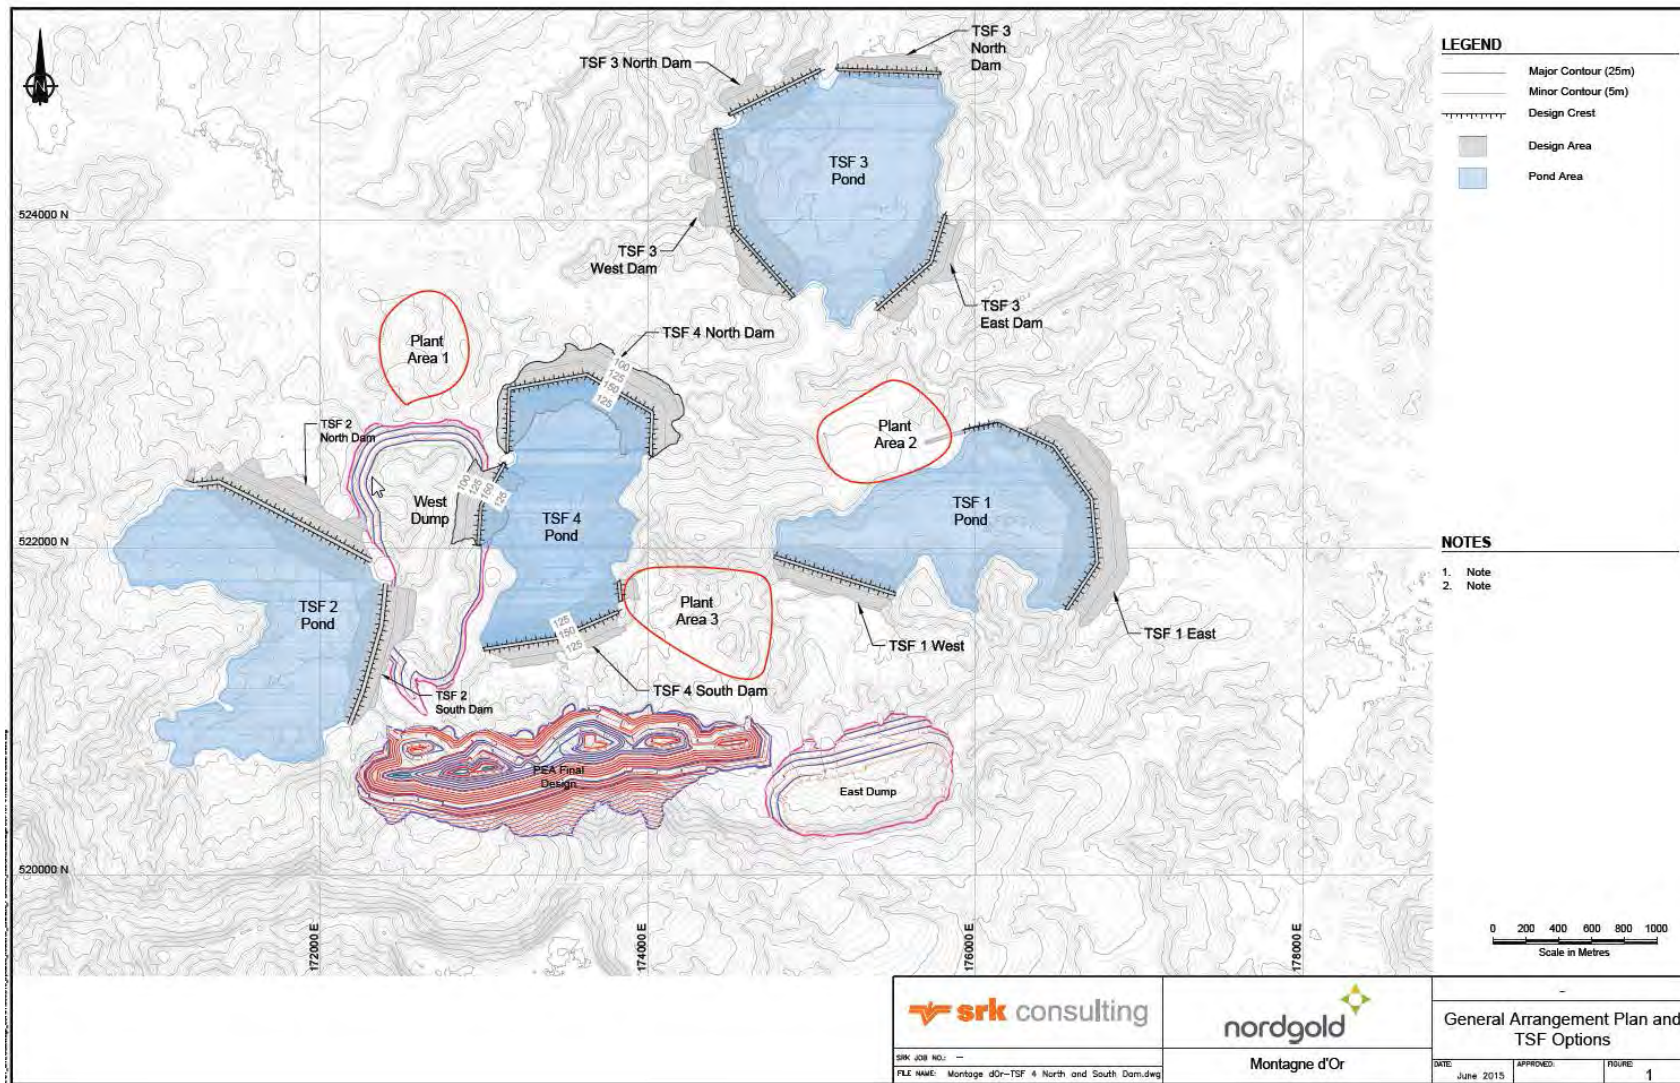 TSF 3
North
Dam
TSF 3 North Dam
TSF 3
Pond
524000 N
TSF 3
West Dam
TSF 3
East Dam
TSF 4 North Dam
Plant
Area 1
100
125
150
125
TSF 2
North Dam
Plant
Area 2
West
Dump
100
125
150
125
TSF 4
Pond
TSF 1
Pond
522000 N
TSF 2
Pond
Plant
Area 3
125
150
125
TSF 1 West
TSF 1 East
TSF 4 South Dam
TSF 2
South Dam
PEA Final
Design
East Dump
520000 N
172000 E
174000 E
176000 E
178000 E
LEGEND
Major Contour (25m)
Minor Contour (5m)
Design Crest
Design Area
Pond Area
NOTES
1. Note
2. Note
0 200 400 600 800 1000
Scale in Metres
srk consulting
SRK JOB NO.: —
FILE NAME: Montage dOr-TSF 4 North and South Dam.dwg
nordgold
Montagne d'Or
-
General Arrangement Plan and
TSF Options
DATE: June 2015
APPROVED:
FIGURE: 1